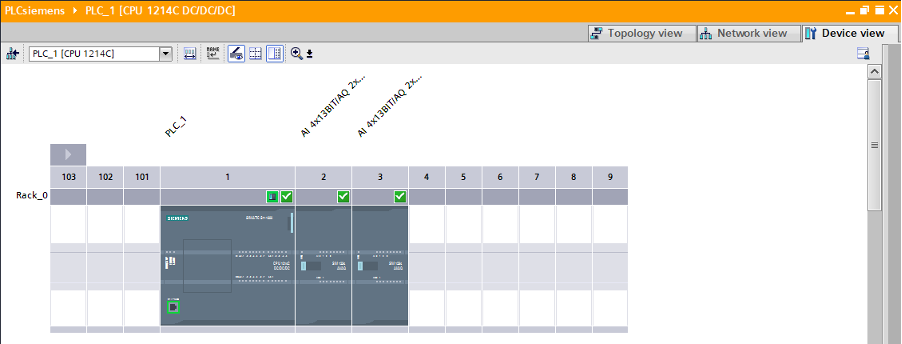 PLCsiemens ▸ PLC_1 [CPU 1214C DC/DC/DC]
Topology view Network view Device view
PLC_1 [CPU 1214C]
PLC_1
AI 4x13BIT/AQ 2x...
AI 4x13BIT/AQ 2x...
103 102 101 1 2 3 4 5 6 7 8 9
Rack_0
SIEMENS